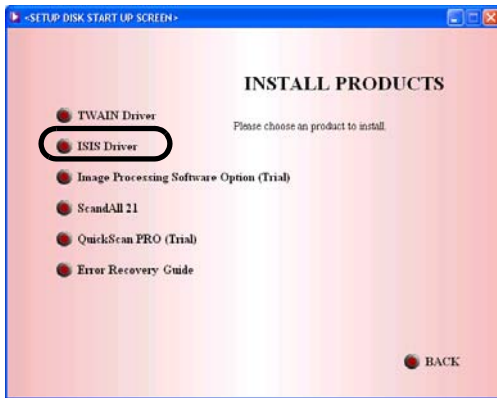 <SETUP DISK START UP SCREEN>
INSTALL PRODUCTS
Please choose an product to install.
TWAIN Driver
ISIS Driver
Image Processing Software Option (Trial)
ScandAll 21
QuickScan PRO (Trial)
Error Recovery Guide
BACK